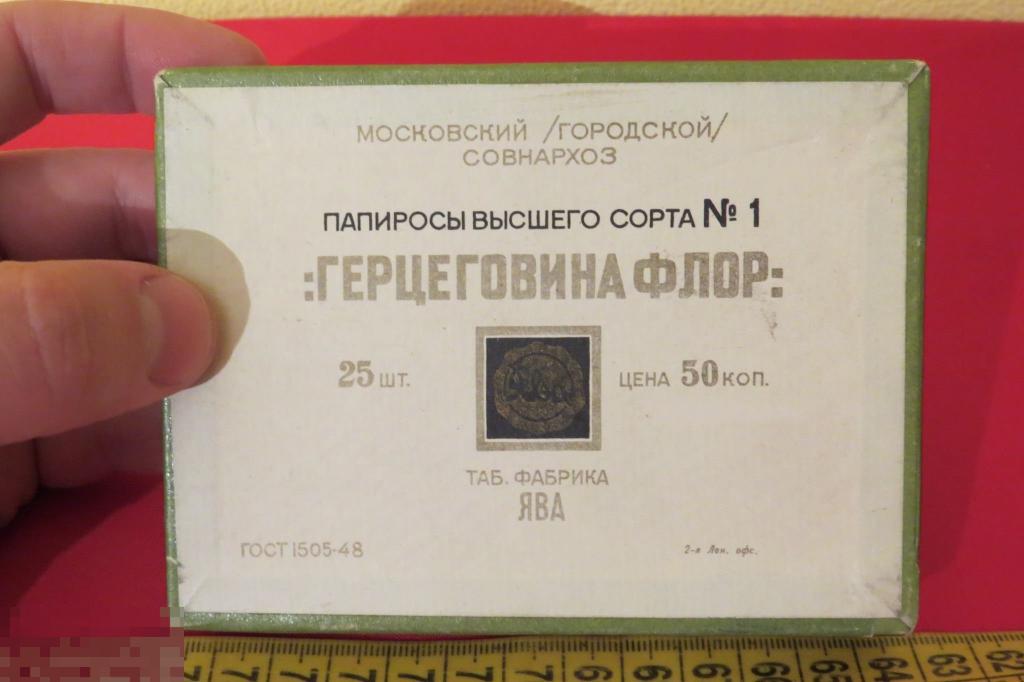 МОСКОВСКИЙ /ГОРОДСКОЙ/
СОВНАРХОЗ
ПАПИРОСЫ ВЫСШЕГО СОРТА № 1
:ГЕРЦЕГОВИНА ФЛОР:
25 ШТ.
ЦЕНА 50 КОП.
ТАБ. ФАБРИКА
ЯВА
ГОСТ 1505-48
2-я Лен. офс.